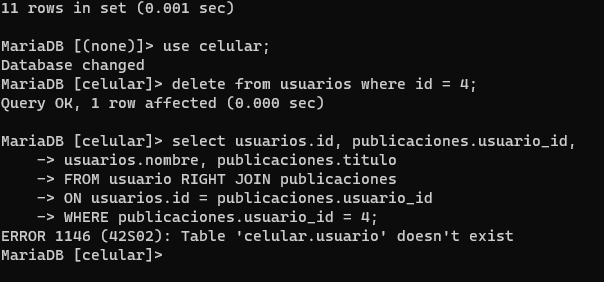 11 rows in set (0.001 sec)
MariaDB [(none)]> use celular;
Database changed
MariaDB [celular]> delete from usuarios where id = 4;
Query OK, 1 row affected (0.000 sec)
MariaDB [celular]> select usuarios.id, publicaciones.usuario_id,
-> usuarios.nombre, publicaciones.titulo
-> FROM usuario RIGHT JOIN publicaciones
-> ON usuarios.id = publicaciones.usuario_id
-> WHERE publicaciones.usuario_id = 4;
ERROR 1146 (42S02): Table 'celular.usuario' doesn't exist
MariaDB [celular]>